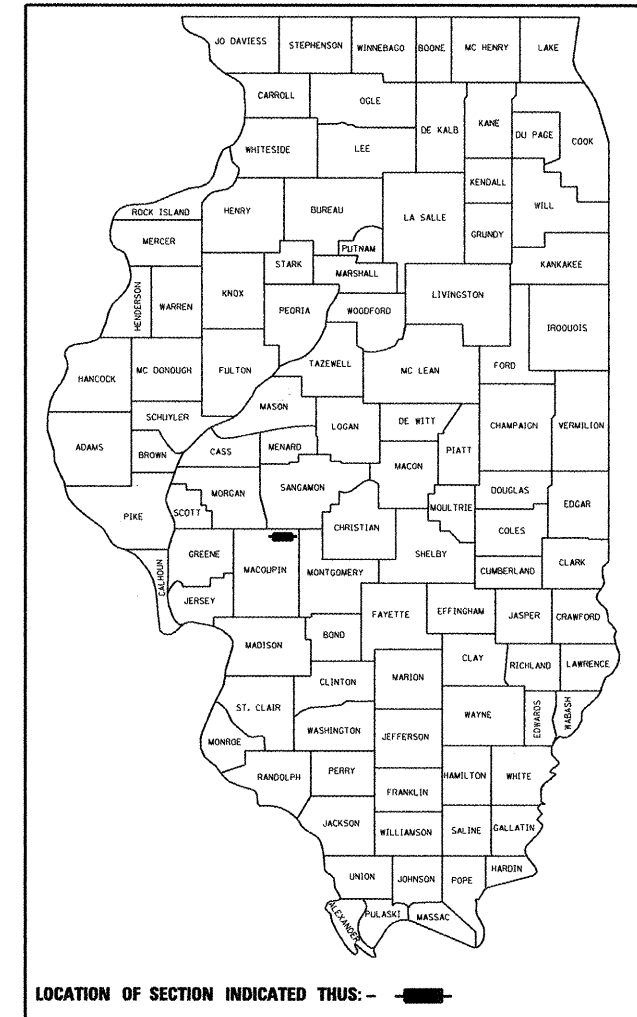 JO DAVIESS
STEPHENSON
WINNEBAGO
BOONE
MC HENRY
LAKE
CARROLL
OGLE
DE KALB
KANE
DU PAGE
COOK
WHITESIDE
LEE
KENDALL
WILL
ROCK ISLAND
HENRY
BUREAU
LA SALLE
GRUNDY
MERCER
PUTNAM
KANKAKEE
STARK
MARSHALL
HENDERSON
WARREN
KNOX
PEORIA
WOODFORD
LIVINGSTON
IROQUOIS
HANCOCK
MC DONOUGH
FULTON
TAZEWELL
MC LEAN
FORD
MASON
SCHUYLER
LOGAN
DE WITT
CHAMPAIGN
VERMILION
ADAMS
BROWN
CASS
MENARD
PIATT
MACON
MORGAN
SANGAMON
DOUGLAS
EDGAR
PIKE
SCOTT
CHRISTIAN
MOULTRIE
COLES
GREENE
MACOUPIN
MONTGOMERY
SHELBY
CUMBERLAND
CLARK
CALHOUN
JERSEY
FAYETTE
EFFINGHAM
JASPER
CRAWFORD
MADISON
BOND
CLAY
RICHLAND
LAWRENCE
CLINTON
MARION
ST. CLAIR
WAYNE
EDWARDS
WABASH
WASHINGTON
JEFFERSON
MONROE
RANDOLPH
PERRY
HAMILTON
WHITE
FRANKLIN
JACKSON
WILLIAMSON
SALINE
GALLATIN
UNION
JOHNSON
POPE
HARDIN
ALEXANDER
PULASKI
MASSAC
LOCATION OF SECTION INDICATED THUS: -